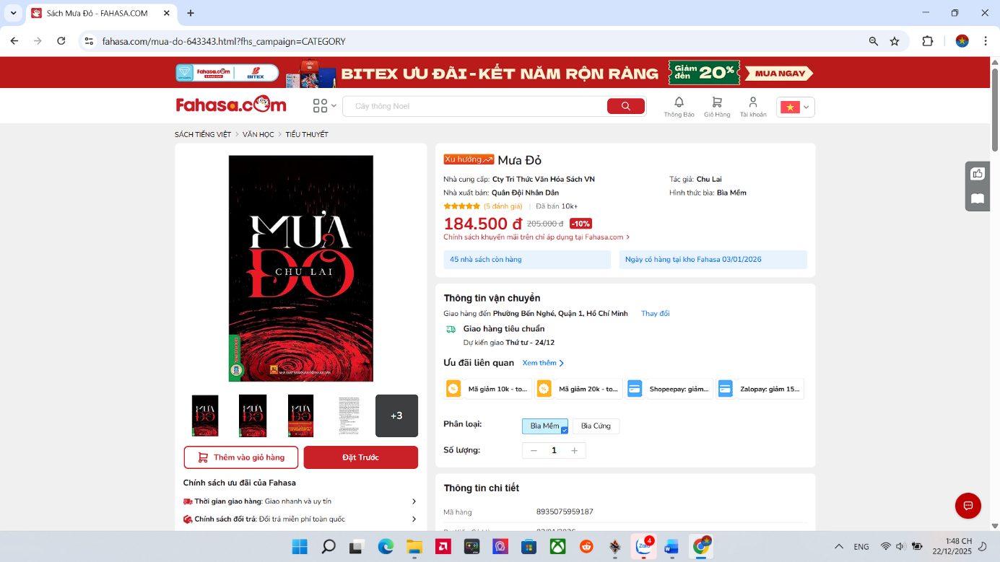 Sách Mưa Đỏ - FAHASA.COM
fahasa.com/mua-do-643343.html?fhs_campaign=CATEGORY
Fahasa.com BITEX BITEX ƯU ĐÃI - KẾT NĂM RỘN RÀNG Giảm đến 20% MUA NGAY
Fahasa.com
Cây thông Noel
Thông Báo Giỏ Hàng Tài khoản
SÁCH TIẾNG VIỆT > VĂN HỌC > TIỂU THUYẾT
MƯA
ĐỎ
CHU LAI
NHÀ XUẤT BẢN QUÂN ĐỘI NHÂN DÂN
+3
Thêm vào giỏ hàng
Đặt Trước
Chính sách ưu đãi của Fahasa
Thời gian giao hàng: Giao nhanh và uy tín
Chính sách đổi trả: Đổi trả miễn phí toàn quốc
Xu hướng Mưa Đỏ
Nhà cung cấp: Cty Tri Thức Văn Hóa Sách VN Tác giả: Chu Lai
Nhà xuất bản: Quân Đội Nhân Dân Hình thức bìa: Bìa Mềm
(5 đánh giá) | Đã bán 10k+
184.500 đ 205.000 đ -10%
Chính sách khuyến mãi trên chỉ áp dụng tại Fahasa.com >
45 nhà sách còn hàng Ngày có hàng tại kho Fahasa 03/01/2026
Thông tin vận chuyển
Giao hàng đến Phường Bến Nghé, Quận 1, Hồ Chí Minh Thay đổi
Giao hàng tiêu chuẩn
Dự kiến giao Thứ tư - 24/12
Ưu đãi liên quan Xem thêm >
Mã giảm 10k - to... Mã giảm 20k - to... Shopeepay: giảm... Zalopay: giảm 15...
Phân loại: Bìa Mềm Bìa Cứng
Số lượng: − 1 +
Thông tin chi tiết
Mã hàng 8935075959187
Zalo 4
ENG
1:48 CH
22/12/2025